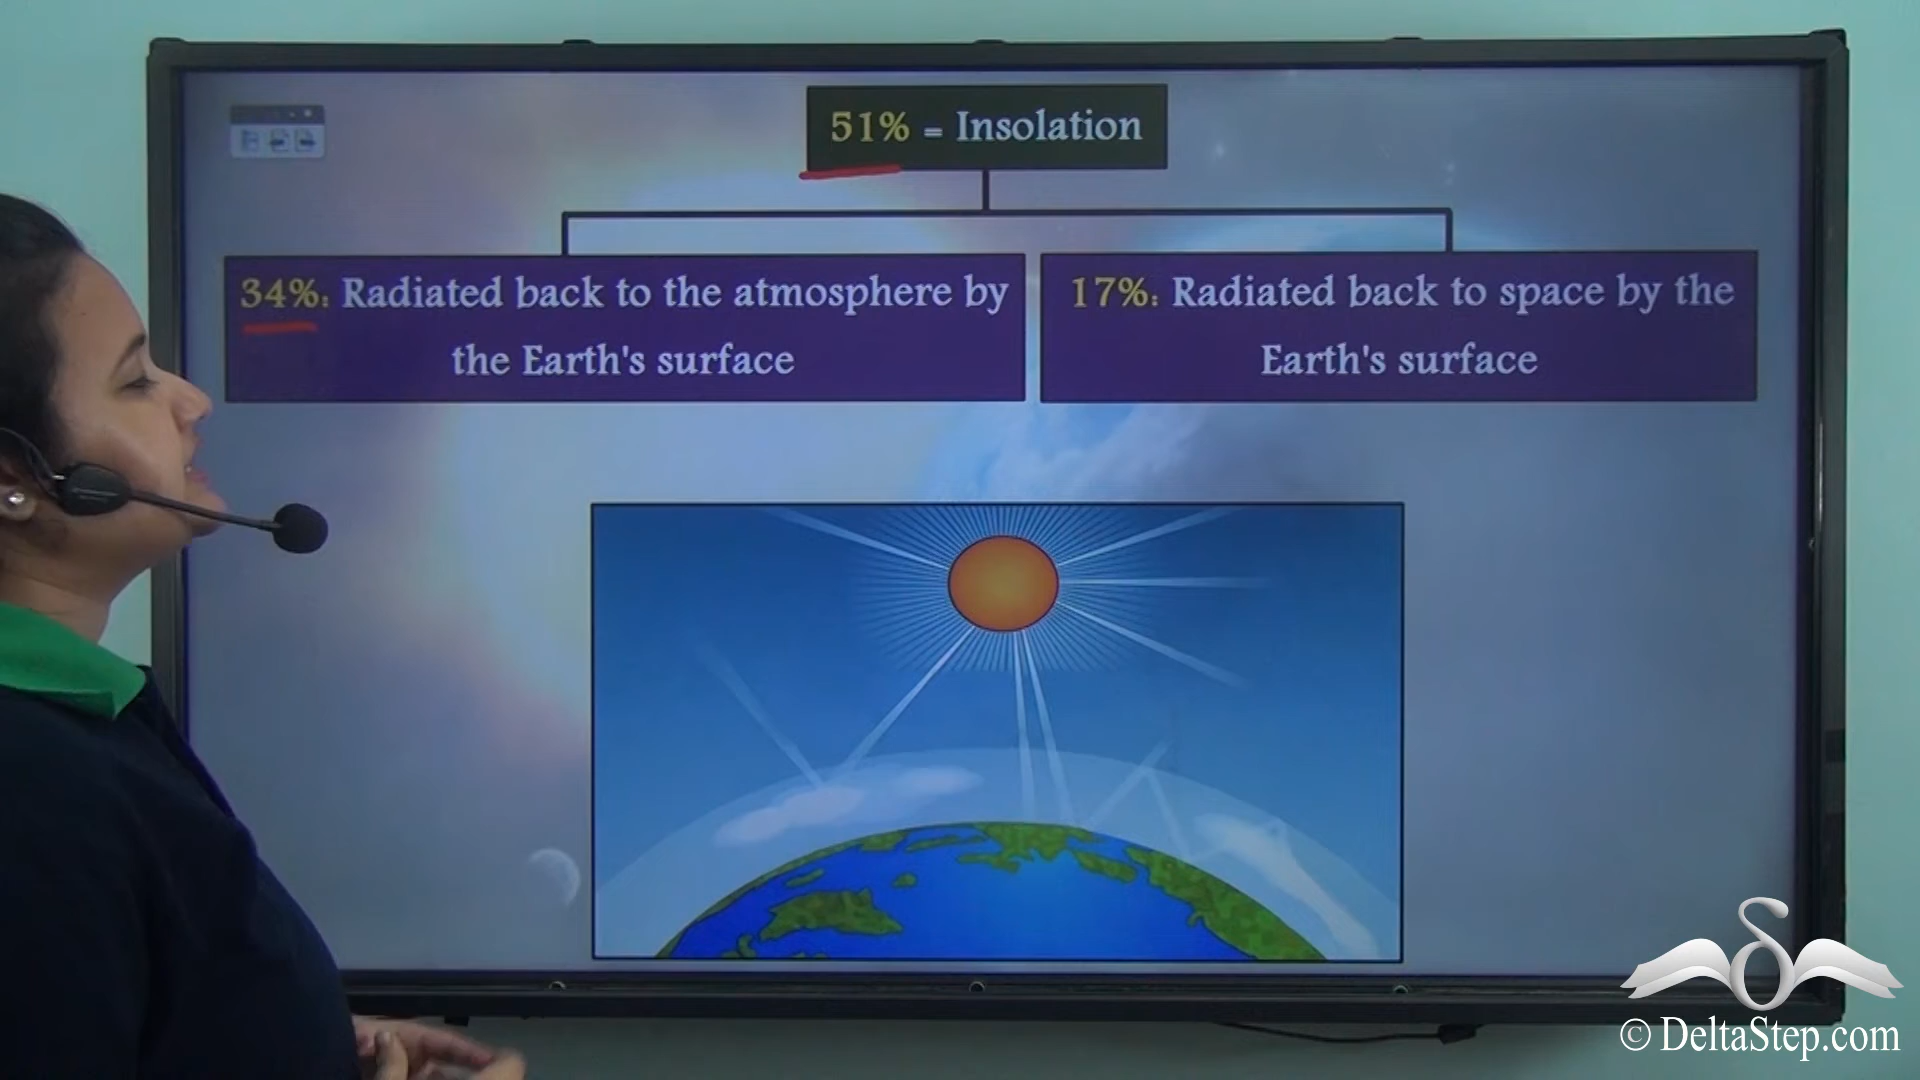 51% = Insolation
34%: Radiated back to the atmosphere by
the Earth's surface
17%: Radiated back to space by the
Earth's surface
© DeltaStep.com